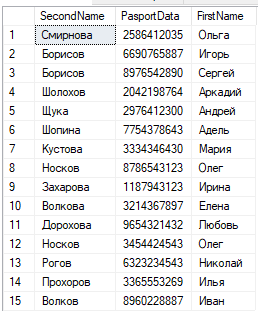 SecondName PasportData FirstName
1 Смирнова 2586412035 Ольга
2 Борисов 6690765887 Игорь
3 Борисов 8976542890 Сергей
4 Шолохов 2042198764 Аркадий
5 Щука 2976412300 Андрей
6 Шопина 7754378643 Адель
7 Кустова 3334346430 Мария
8 Носков 8786543123 Олег
9 Захарова 1187943123 Ирина
10 Волкова 3214367897 Елена
11 Дорохова 9654321432 Любовь
12 Носков 3454424543 Олег
13 Рогов 6323234543 Николай
14 Прохоров 3365553269 Илья
15 Волков 8960228887 Иван